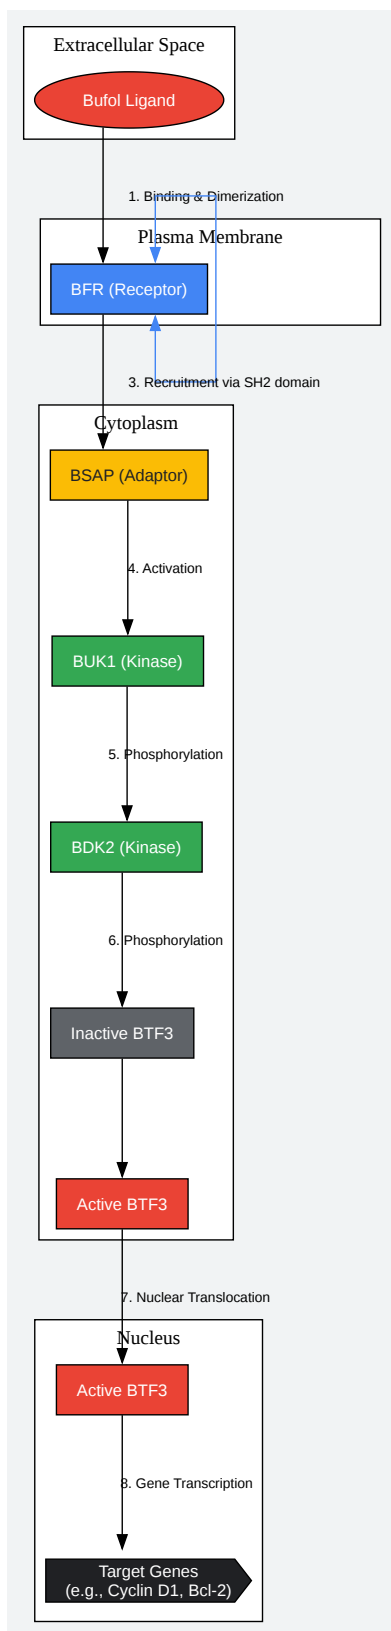 Extracellular Space
Bufol Ligand
1. Binding & Dimerization
Plasma Membrane
BFR (Receptor)
3. Recruitment via SH2 domain
Cytoplasm
BSAP (Adaptor)
4. Activation
BUK1 (Kinase)
5. Phosphorylation
BDK2 (Kinase)
6. Phosphorylation
Inactive BTF3
Active BTF3
7. Nuclear Translocation
Nucleus
Active BTF3
8. Gene Transcription
Target Genes
(e.g., Cyclin D1, Bcl-2)